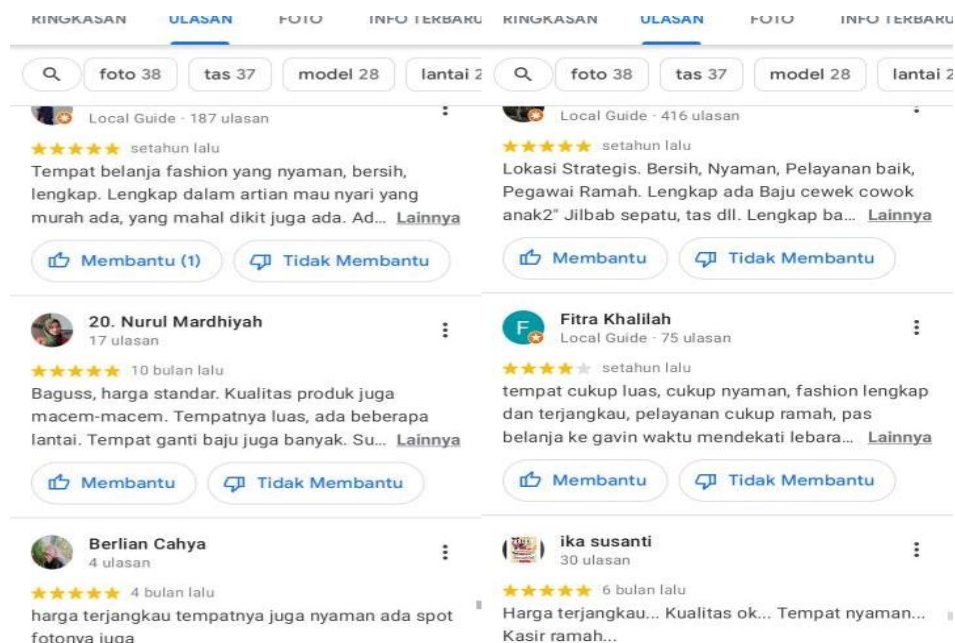 RINGKASAN ULASAN FOTO INFO TERBARU
foto 38 tas 37 model 28 lantai 2
Local Guide · 187 ulasan
setahun lalu
Tempat belanja fashion yang nyaman, bersih,
lengkap. Lengkap dalam artian mau nyari yang
murah ada, yang mahal dikit juga ada. Ad... Lainnya
Membantu (1) Tidak Membantu
20. Nurul Mardhiyah
17 ulasan
10 bulan lalu
Baguss, harga standar. Kualitas produk juga
macem-macem. Tempatnya luas, ada beberapa
lantai. Tempat ganti baju juga banyak. Su... Lainnya
Membantu Tidak Membantu
Berlian Cahya
4 ulasan
4 bulan lalu
harga terjangkau tempatnya juga nyaman ada spot
fotonya juga
RINGKASAN ULASAN FOTO INFO TERBARU
foto 38 tas 37 model 28 lantai 2
Local Guide · 416 ulasan
setahun lalu
Lokasi Strategis. Bersih, Nyaman, Pelayanan baik,
Pegawai Ramah. Lengkap ada Baju cewek cowok
anak2" Jilbab sepatu, tas dll. Lengkap ba... Lainnya
Membantu Tidak Membantu
F
Fitra Khalilah
Local Guide · 75 ulasan
setahun lalu
tempat cukup luas, cukup nyaman, fashion lengkap
dan terjangkau, pelayanan cukup ramah, pas
belanja ke gavin waktu mendekati lebara... Lainnya
Membantu Tidak Membantu
ika susanti
30 ulasan
6 bulan lalu
Harga terjangkau... Kualitas ok... Tempat nyaman...
Kasir ramah...